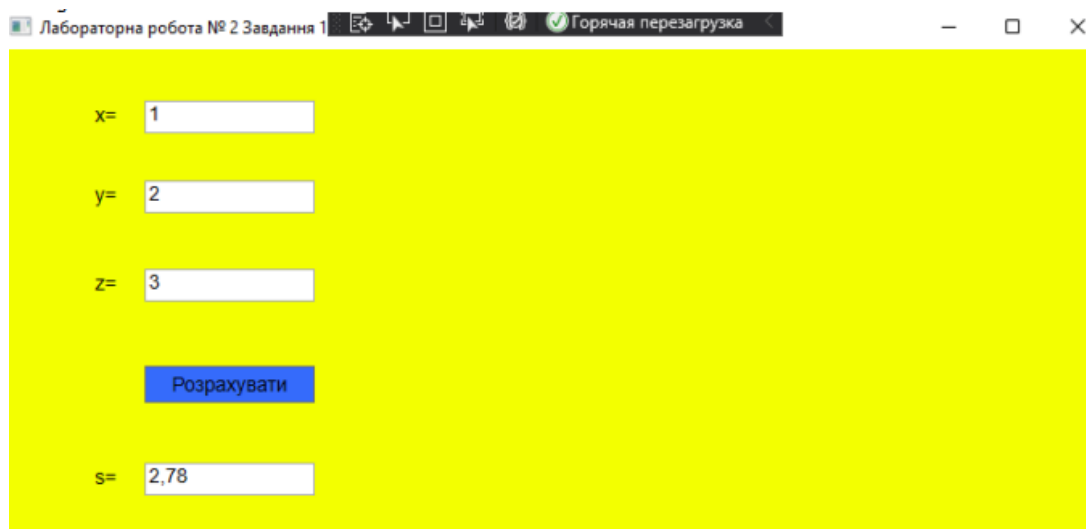 Лабораторна робота № 2 Завдання 1
Горячая перезагрузка
x= 1
y= 2
z= 3
Розрахувати
s= 2,78